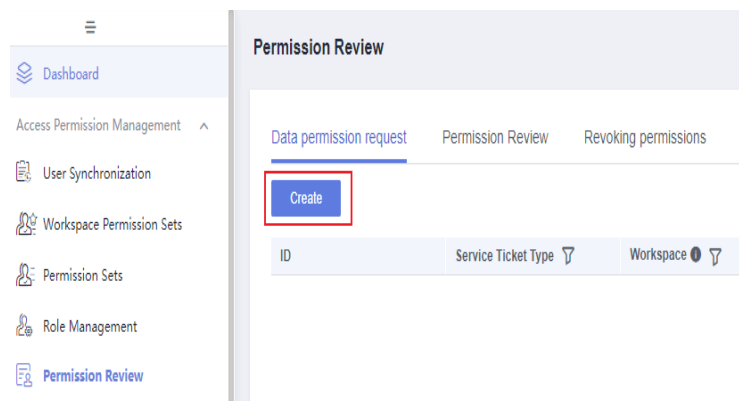 Dashboard
Access Permission Management
User Synchronization
Workspace Permission Sets
Permission Sets
Role Management
Permission Review
Permission Review
Data permission request Permission Review Revoking permissions
Create
ID Service Ticket Type Workspace